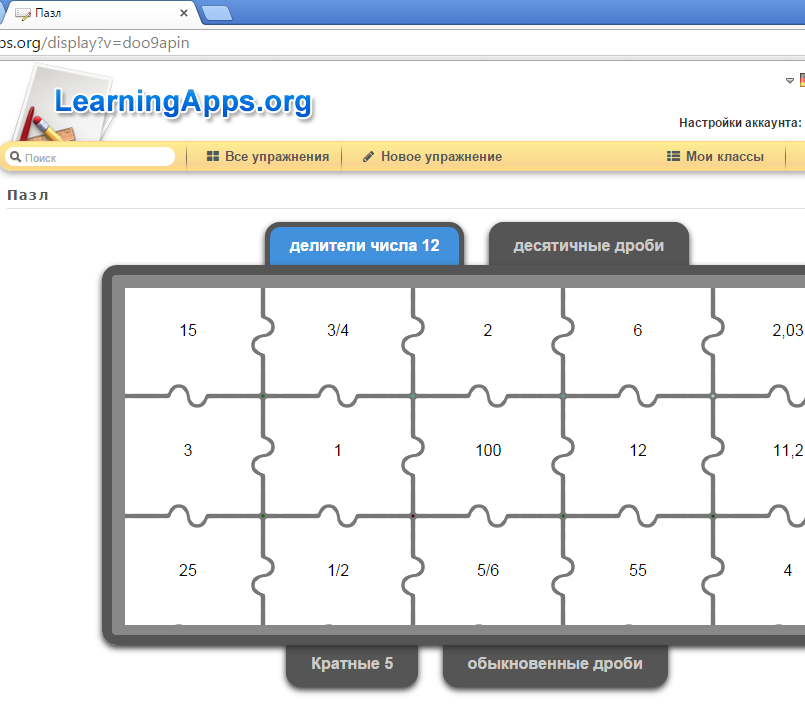 Пазл
ps.org/display?v=doo9apin
LearningApps.org
Настройки аккаунта:
Поиск
Все упражнения
Новое упражнение
Мои классы
Пазл
делители числа 12
десятичные дроби
15 3/4 2 6 2,03
3 1 100 12 11,2
25 1/2 5/6 55 4
Кратные 5
обыкновенные дроби